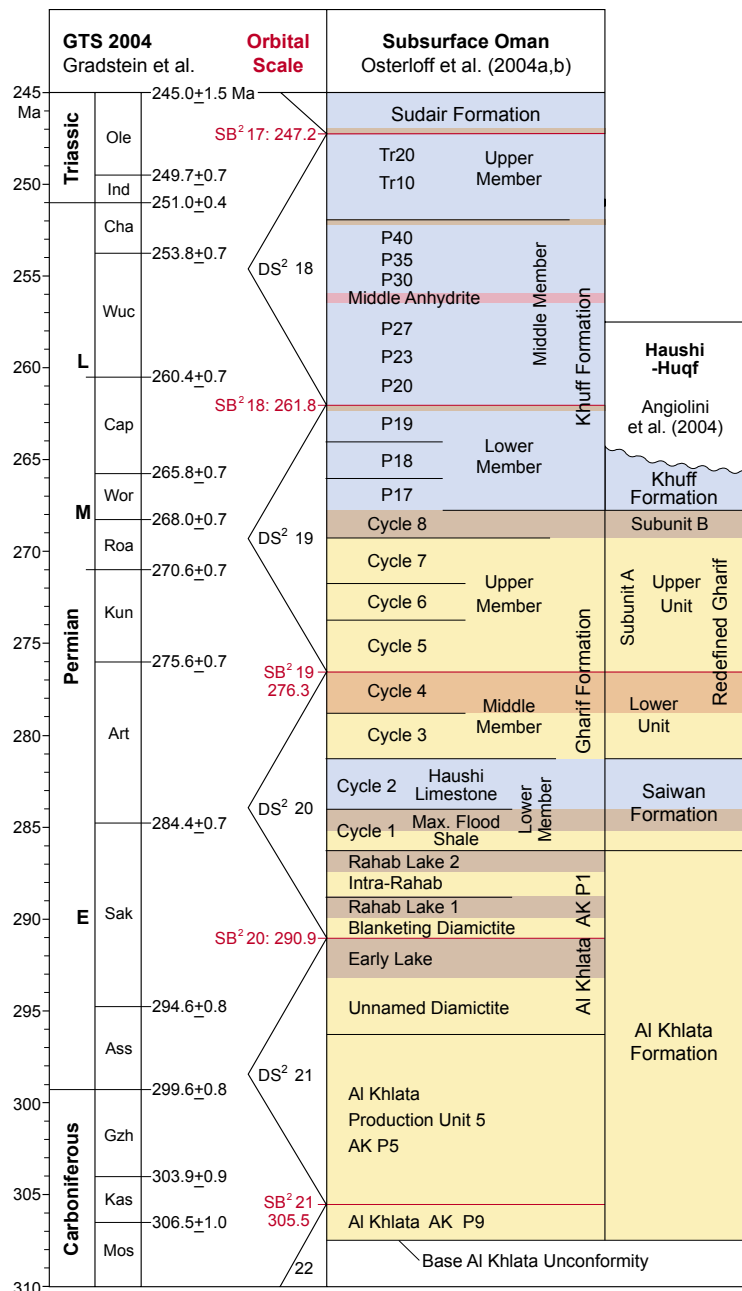 GTS 2004
Gradstein et al.
Orbital
Scale
Subsurface Oman
Osterloff et al. (2004a,b)
245
Ma
250
255
260
265
270
275
280
285
290
295
300
305
310
Triassic
Permian
L
M
E
Carboniferous
Ole
Ind
Cha
Wuc
Cap
Wor
Roa
Kun
Art
Sak
Ass
Gzh
Kas
Mos
245.0±1.5 Ma
249.7±0.7
251.0±0.4
253.8±0.7
260.4±0.7
265.8±0.7
268.0±0.7
270.6±0.7
275.6±0.7
284.4±0.7
294.6±0.8
299.6±0.8
303.9±0.9
306.5±1.0
SB² 17: 247.2
DS² 18
SB² 18: 261.8
DS² 19
SB² 19
276.3
DS² 20
SB² 20: 290.9
DS² 21
SB² 21
305.5
22
Sudair Formation
Tr20
Tr10
Upper
Member
P40
P35
P30
Middle Anhydrite
P27
P23
P20
Middle Member
Khuff Formation
P19
P18
P17
Lower
Member
Cycle 8
Cycle 7
Cycle 6
Cycle 5
Upper
Member
Cycle 4
Cycle 3
Middle
Member
Gharif Formation
Cycle 2
Haushi
Limestone
Cycle 1
Max. Flood
Shale
Lower
Member
Rahab Lake 2
Intra-Rahab
Rahab Lake 1
Blanketing Diamictite
Early Lake
Unnamed Diamictite
Al Khlata AK P1
Al Khlata
Production Unit 5
AK P5
Al Khlata AK P9
Base Al Khlata Unconformity
Haushi
-Huqf
Angiolini
et al. (2004)
Khuff
Formation
Subunit B
Subunit A
Upper
Unit
Redefined Gharif
Lower
Unit
Saiwan
Formation
Al Khlata
Formation